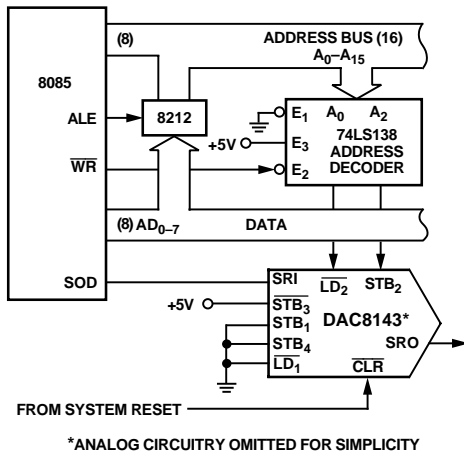 (8)
ADDRESS BUS (16)
A0–A15
8085
ALE
8212
E1
A0
A2
74LS138
+5V
E3
ADDRESS
DECODER
WR
E2
(8) AD0–7
DATA
SOD
SRI
LD2
STB2
+5V
STB3
STB1
DAC8143*
STB4
SRO
LD1
CLR
FROM SYSTEM RESET
*ANALOG CIRCUITRY OMITTED FOR SIMPLICITY